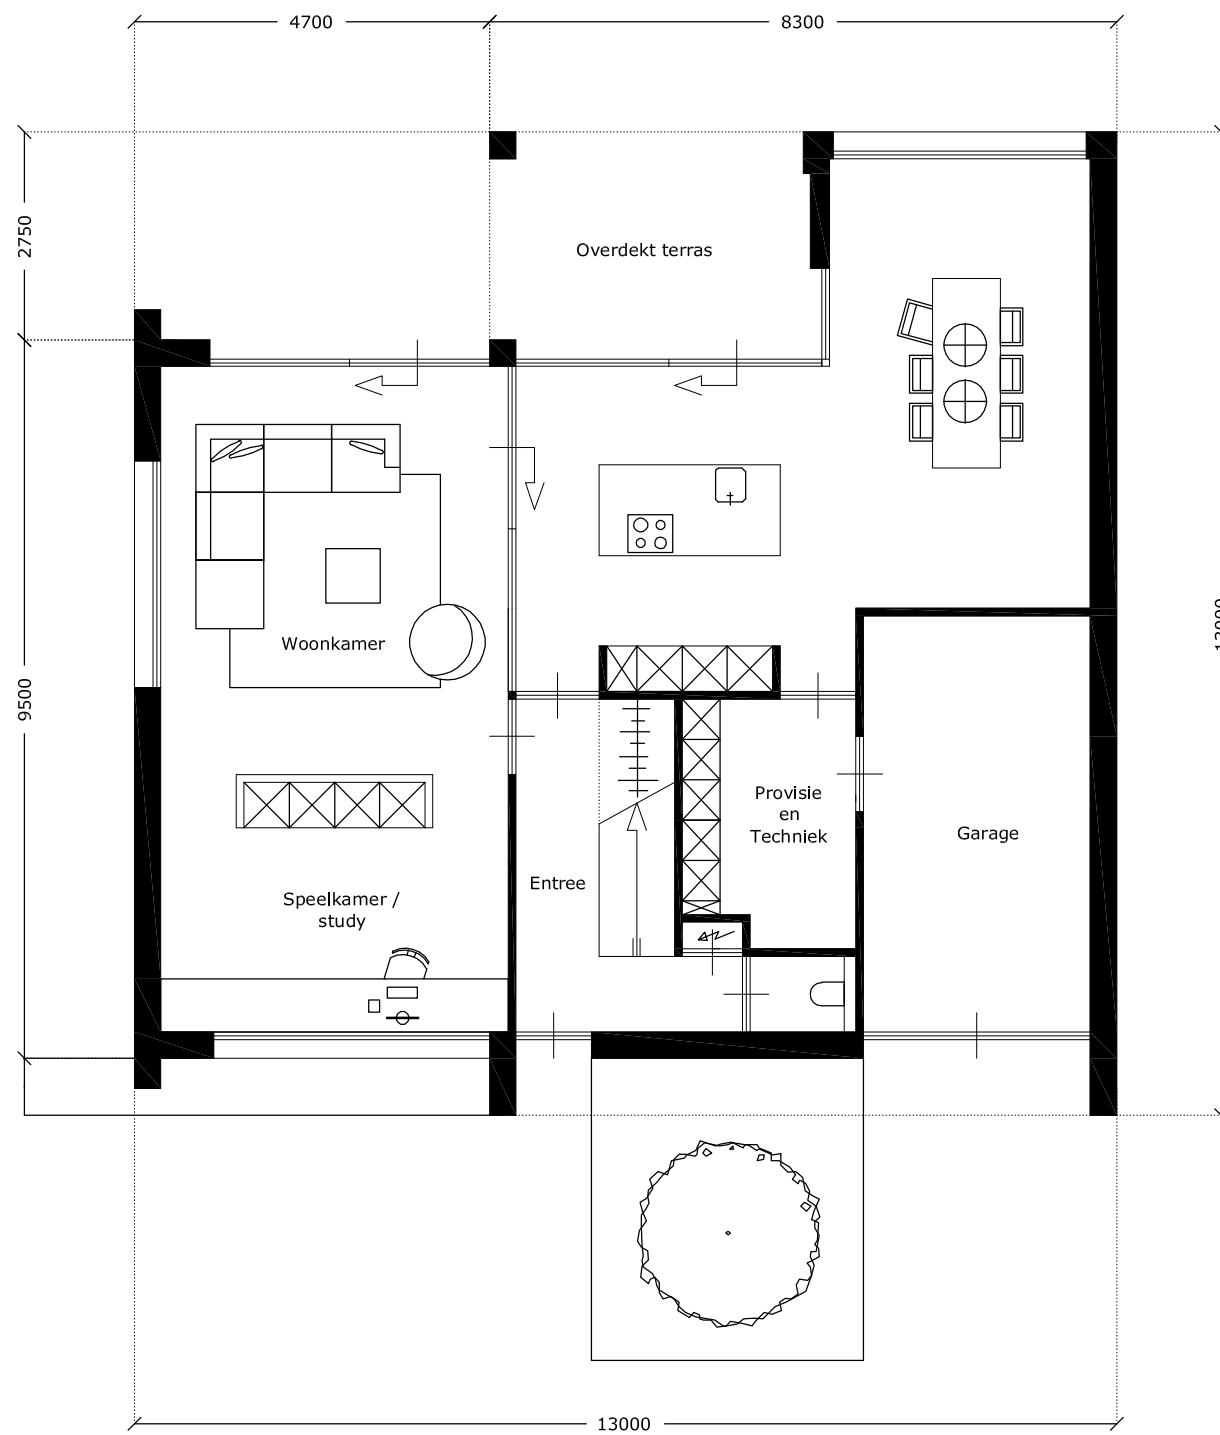 4700
8300
2750
Overdekt terras
9500
Woonkamer
Provisie
en
Techniek
Garage
Entree
Speelkamer /
study
13000